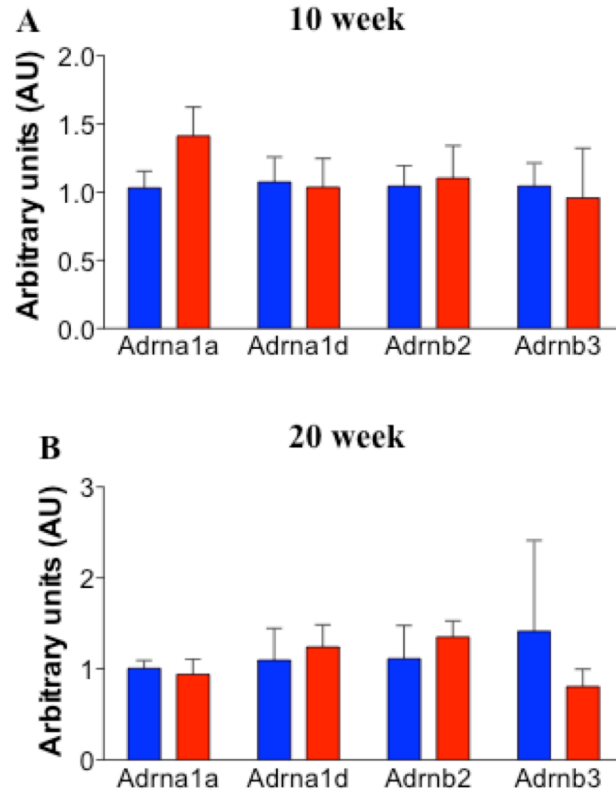 A
10 week
Arbitrary units (AU)
2.0
1.5
1.0
0.5
0.0
Adrna1a Adrna1d Adrnb2 Adrnb3
B
20 week
Arbitrary units (AU)
3
2
1
0
Adrna1a Adrna1d Adrnb2 Adrnb3